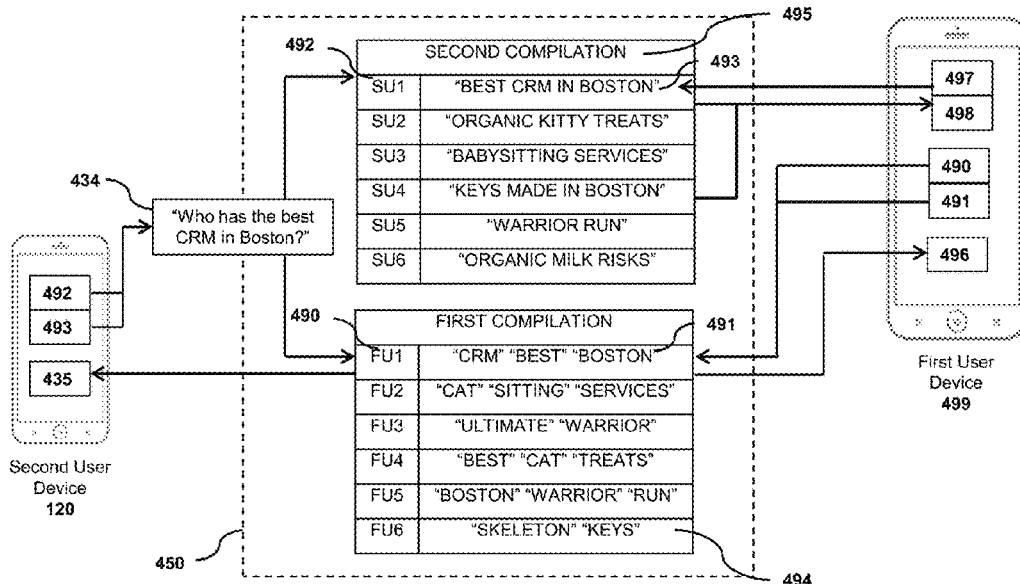 495
492
SECOND COMPILATION
493
SU1 "BEST CRM IN BOSTON"
SU2 "ORGANIC KITTY TREATS"
SU3 "BABYSITTING SERVICES"
SU4 "KEYS MADE IN BOSTON"
SU5 "WARRIOR RUN"
SU6 "ORGANIC MILK RISKS"
434
"Who has the best
CRM in Boston?"
492
493
435
Second User
Device
120
490
FIRST COMPILATION
491
FU1 "CRM" "BEST" "BOSTON"
FU2 "CAT" "SITTING" "SERVICES"
FU3 "ULTIMATE" "WARRIOR"
FU4 "BEST" "CAT" "TREATS"
FU5 "BOSTON" "WARRIOR" "RUN"
FU6 "SKELETON" "KEYS"
450
494
497
498
490
491
496
First User
Device
499